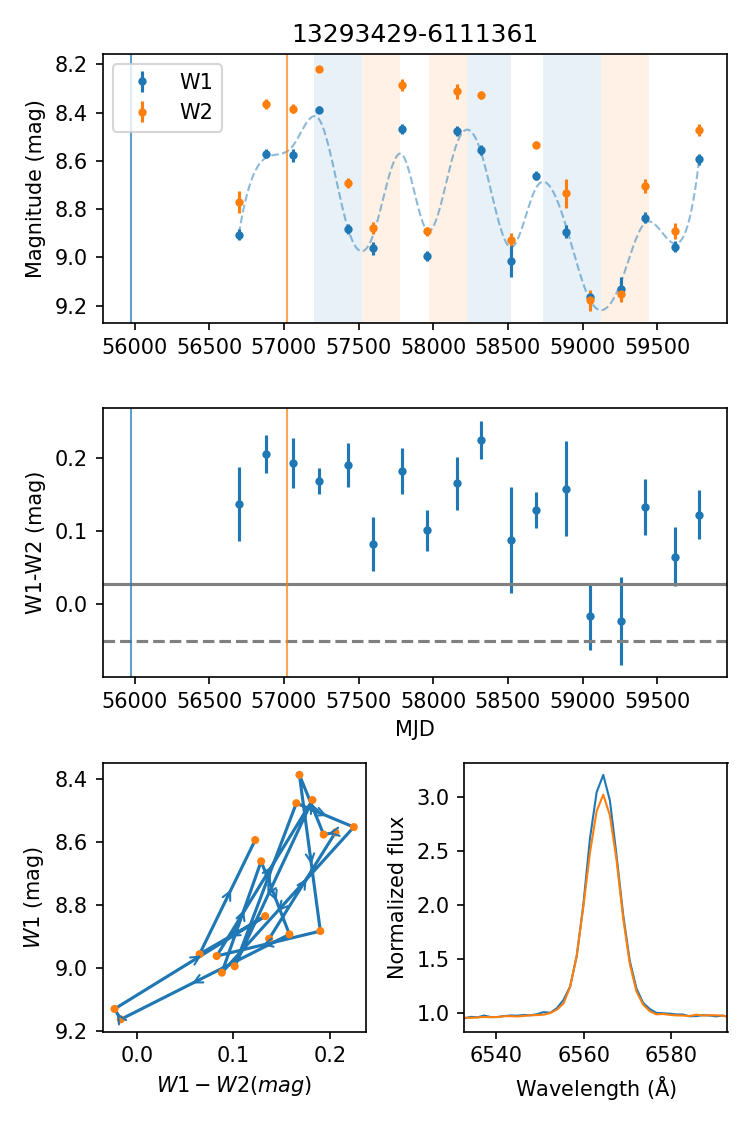 13293429-6111361
Magnitude (mag)
8.2
8.4
8.6
8.8
9.0
9.2
W1
W2
56000 56500 57000 57500 58000 58500 59000 59500
W1-W2 (mag)
0.2
0.1
0.0
56000 56500 57000 57500 58000 58500 59000 59500
MJD
W1 (mag)
8.4
8.6
8.8
9.0
9.2
0.0 0.1 0.2
W1 − W2(mag)
Normalized flux
3.0
2.5
2.0
1.5
1.0
6540 6560 6580
Wavelength (Å)